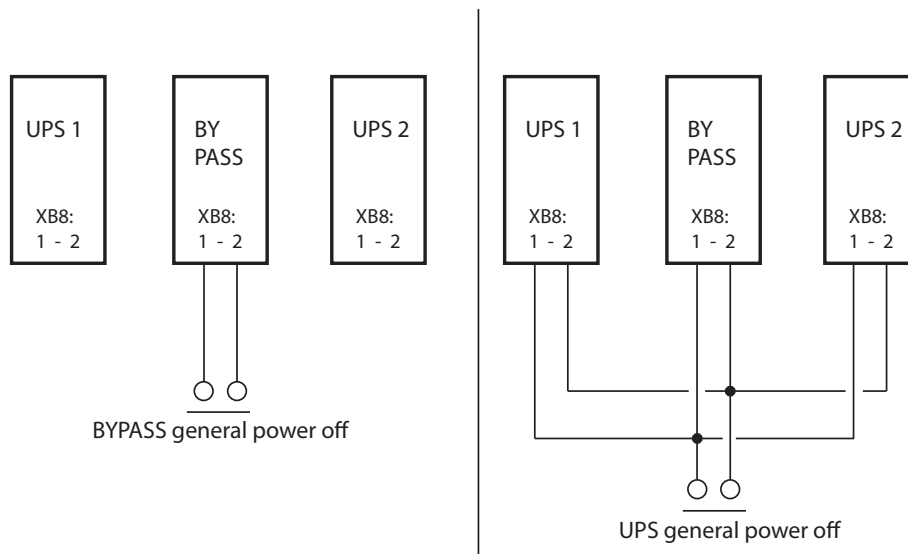 UPS 1
XB8:
1 - 2
BY
PASS
XB8:
1 - 2
UPS 2
XB8:
1 - 2
BYPASS general power off
UPS 1
XB8:
1 - 2
BY
PASS
XB8:
1 - 2
UPS 2
XB8:
1 - 2
UPS general power off